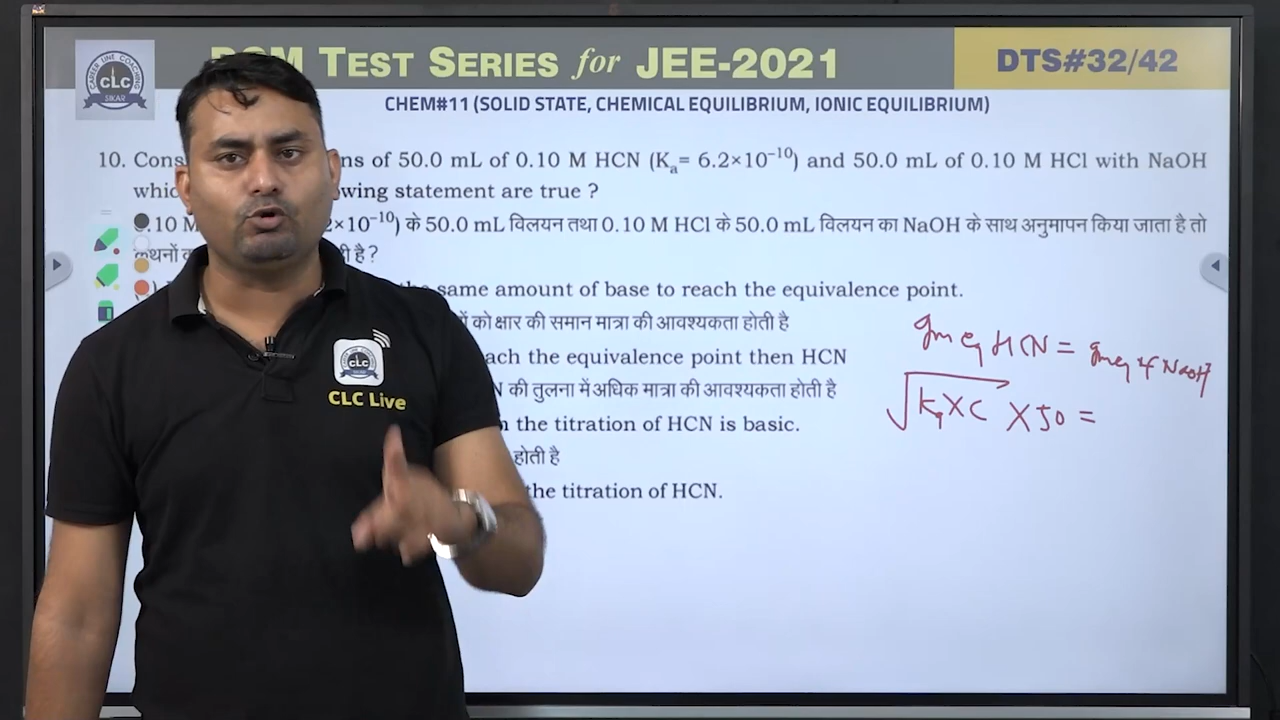 TEST SERIES for JEE-2021
DTS#32/42
CAREER LINE COACHING
CLC
SIKAR
CHEM#11 (SOLID STATE, CHEMICAL EQUILIBRIUM, IONIC EQUILIBRIUM)
10. Cons ns of 50.0 mL of 0.10 M HCN (Ka= 6.2×10⁻¹⁰) and 50.0 mL of 0.10 M HCl with NaOH
whic owing statement are true ?
.10 M 2×10⁻¹⁰) के 50.0 mL विलयन तथा 0.10 M HCl के 50.0 mL विलयन का NaOH के साथ अनुमापन किया जाता है तो
ही है ?
same amount of base to reach the equivalence point.
को क्षार की समान मात्रा की आवश्यकता होती है
ach the equivalence point then HCN
N की तुलना में अधिक मात्रा की आवश्यकता होती है
the titration of HCN is basic.
होती है
the titration of HCN.
gmeq HCN = gmeq of NaOH
√Ka×C × 50 =
CLC
CLC Live